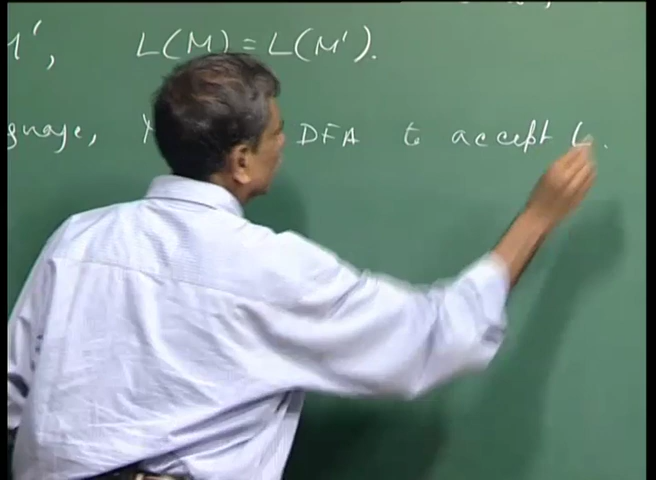 M', L(M) = L(M').
guage, DFA to accept L.